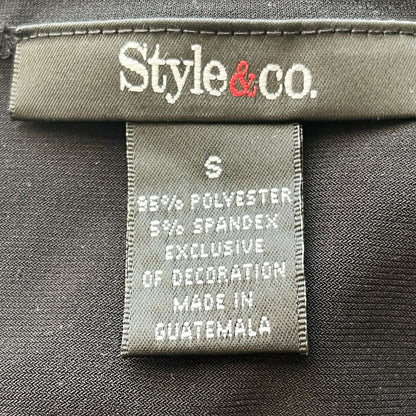 Style&co.
S
95% POLYESTER
5% SPANDEX
EXCLUSIVE
OF DECORATION
MADE IN
GUATEMALA